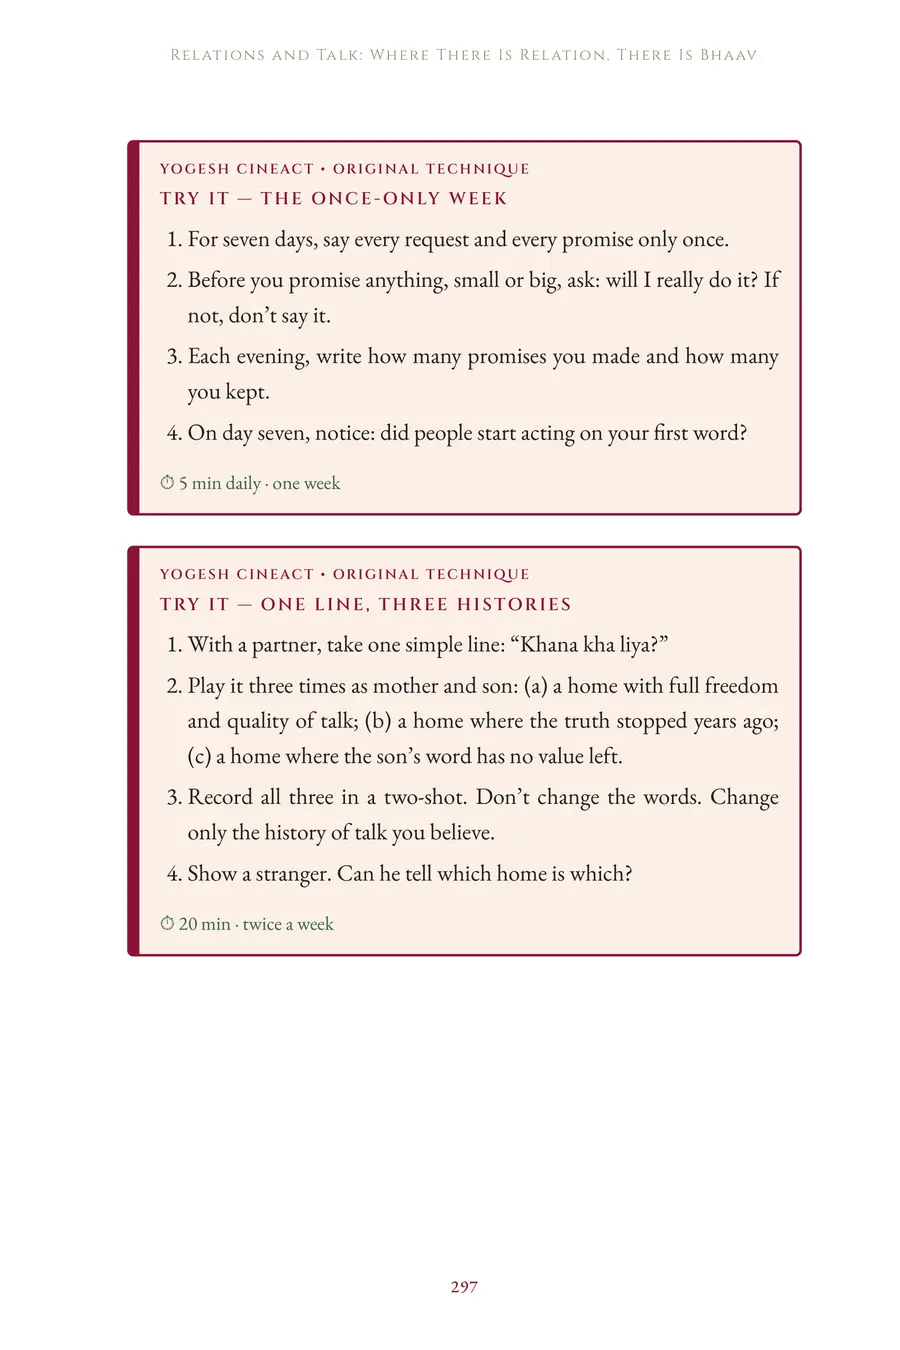 Relations and Talk: Where There Is Relation, There Is Bhaav
YOGESH CINEACT • ORIGINAL TECHNIQUE
TRY IT — THE ONCE-ONLY WEEK
1. For seven days, say every request and every promise only once.
2. Before you promise anything, small or big, ask: will I really do it? If
not, don’t say it.
3. Each evening, write how many promises you made and how many
you kept.
4. On day seven, notice: did people start acting on your first word?
⏱ 5 min daily · one week
YOGESH CINEACT • ORIGINAL TECHNIQUE
TRY IT — ONE LINE, THREE HISTORIES
1. With a partner, take one simple line: “Khana kha liya?”
2. Play it three times as mother and son: (a) a home with full freedom
and quality of talk; (b) a home where the truth stopped years ago;
(c) a home where the son’s word has no value left.
3. Record all three in a two-shot. Don’t change the words. Change
only the history of talk you believe.
4. Show a stranger. Can he tell which home is which?
⏱ 20 min · twice a week
297